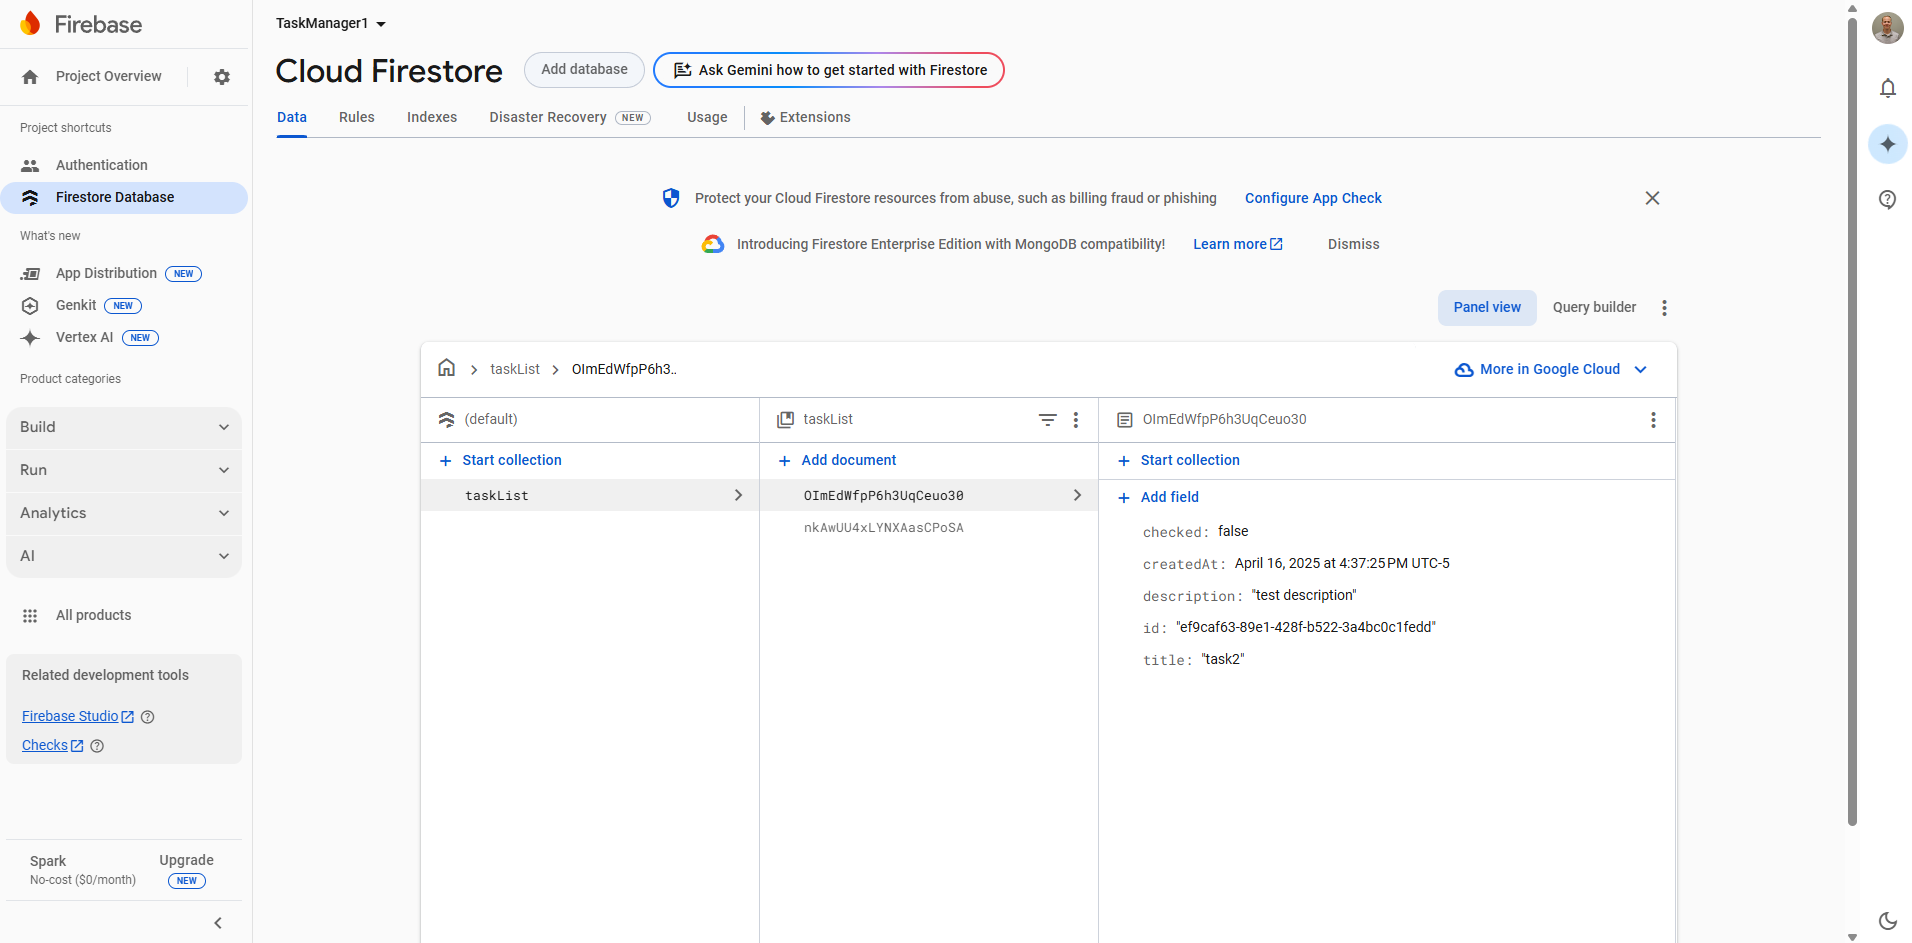 Firebase
Project Overview
Project shortcuts
Authentication
Firestore Database
What's new
App Distribution NEW
Genkit NEW
Vertex AI NEW
Product categories
Build
Run
Analytics
AI
All products
Related development tools
Firebase Studio
Checks
Spark
No-cost ($0/month)
Upgrade
NEW
TaskManager1
Cloud Firestore
Add database
Ask Gemini how to get started with Firestore
Data Rules Indexes Disaster Recovery NEW Usage Extensions
Protect your Cloud Firestore resources from abuse, such as billing fraud or phishing Configure App Check
Introducing Firestore Enterprise Edition with MongoDB compatibility! Learn more Dismiss
Panel view Query builder
taskList OImEdWfpP6h3..
More in Google Cloud
(default)
Start collection
taskList
taskList
Add document
OImEdWfpP6h3UqCeuo30
nkAwUU4xLYNXAasCPoSA
OImEdWfpP6h3UqCeuo30
Start collection
Add field
checked: false
createdAt: April 16, 2025 at 4:37:25 PM UTC-5
description: "test description"
id: "ef9caf63-89e1-428f-b522-3a4bc0c1fedd"
title: "task2"